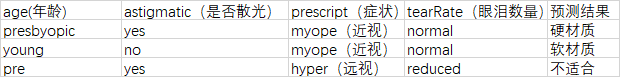 age(年龄) astigmatic（是否散光） prescript（症状） tearRate（眼泪数量） 预测结果
presbyopic yes myope（近视） normal 硬材质
young no myope（近视） normal 软材质
pre yes hyper（远视） reduced 不适合